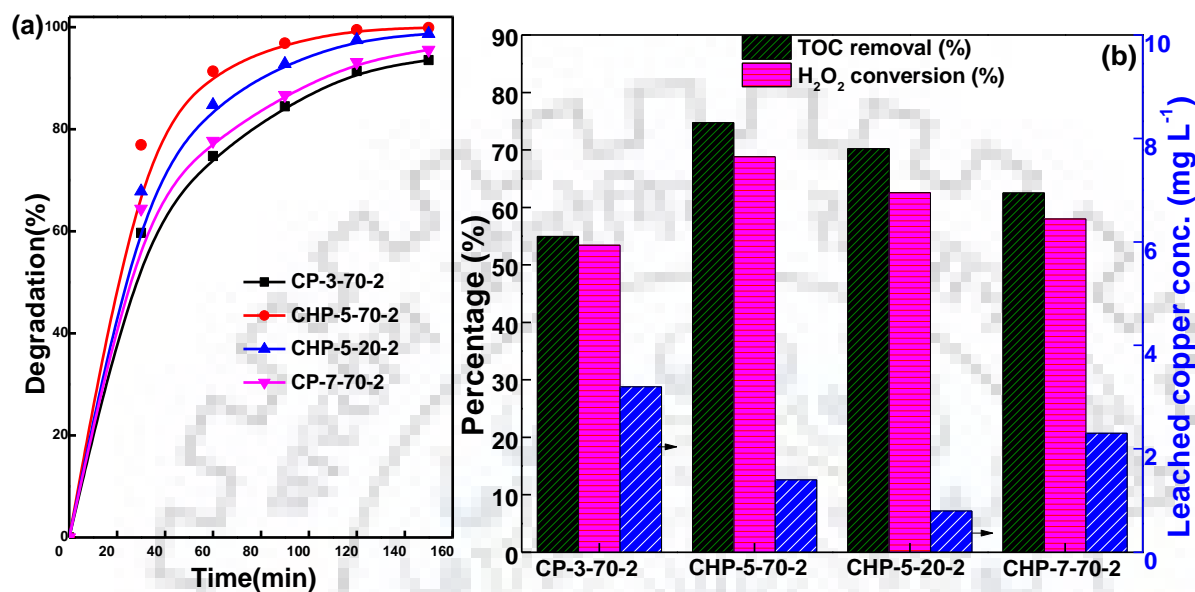 (a)
Degradation(%)
100
80
60
40
20
0
0 20 40 60 80 100 120 140 160
Time(min)
CP-3-70-2
CHP-5-70-2
CHP-5-20-2
CP-7-70-2
(b)
TOC removal (%)
H₂O₂ conversion (%)
Percentage (%)
90
80
70
60
50
40
30
20
10
0
CP-3-70-2 CHP-5-70-2 CHP-5-20-2 CHP-7-70-2
10
8
6
4
2
0
Leached copper conc. (mg L⁻¹)